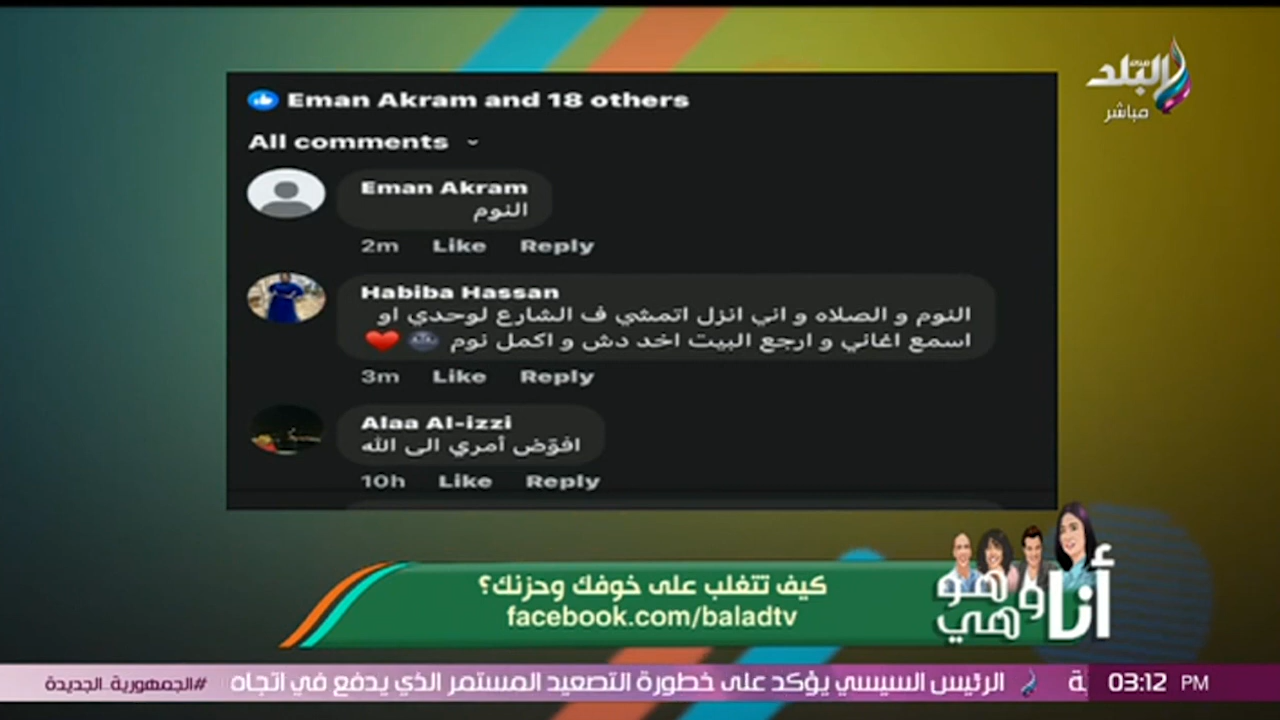 صدى البلد
مباشر
Eman Akram and 18 others
All comments
Eman Akram
النوم
2m Like Reply
Habiba Hassan
النوم و الصلاه و اني انزل اتمشي ف الشارع لوحدي او
اسمع اغاني و ارجع البيت اخد دش و اكمل نوم 🌚 ❤️
3m Like Reply
Alaa Al-izzi
افوّض أمري الى الله
10h Like Reply
كيف تتغلب على خوفك وحزنك؟
facebook.com/baladtv
أنا وهو وهي
ـة الرئيس السيسي يؤكد على خطورة التصعيد المستمر الذي يدفع في اتجاه
#الجمهورية_الجديدة
03:12 PM